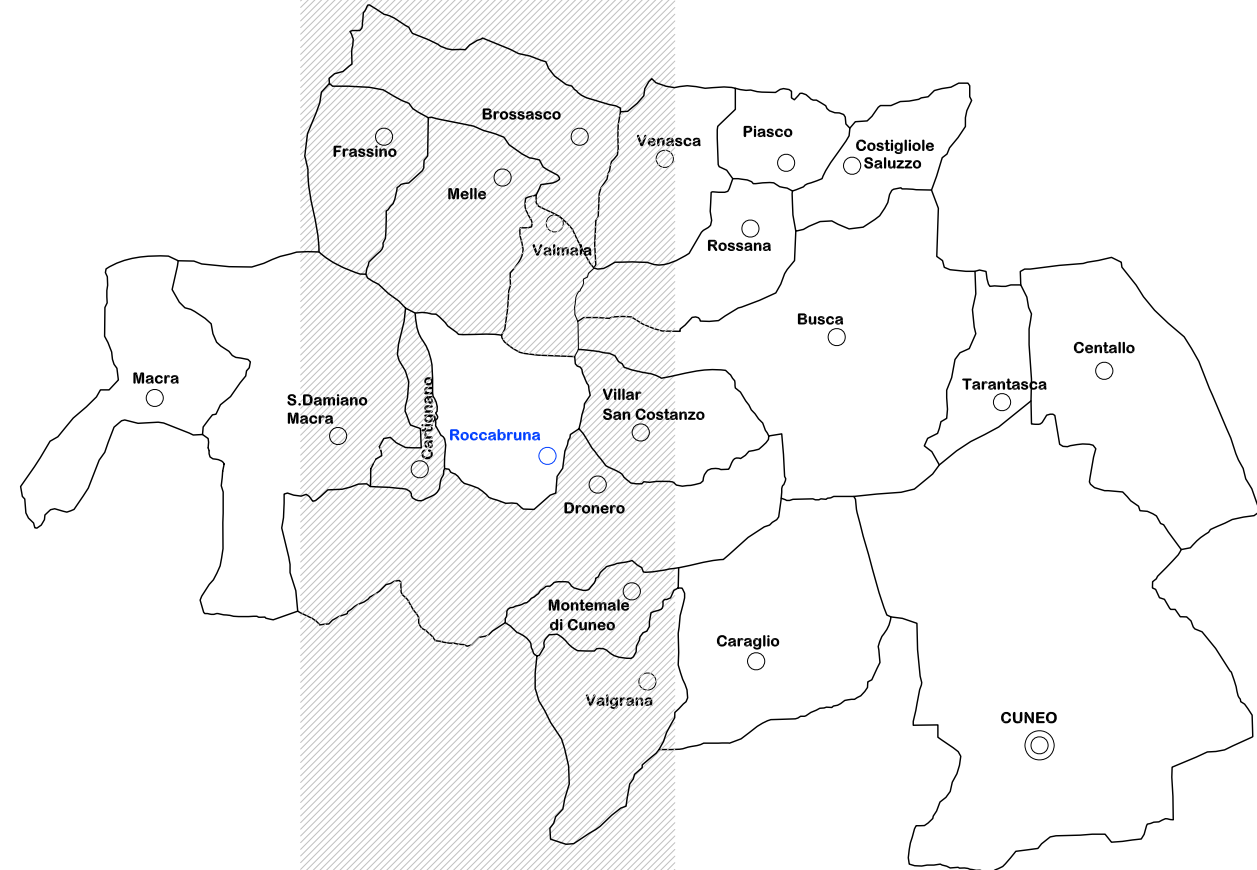 Brossasco
Frassino
Venasca
Piasco
Costigliole
Saluzzo
Melle
Valmala
Rossana
Busca
Macra
S.Damiano
Macra
Cartignano
Roccabruna
Villar
San Costanzo
Tarantasca
Centallo
Dronero
Montemale
di Cuneo
Caraglio
Valgrana
CUNEO